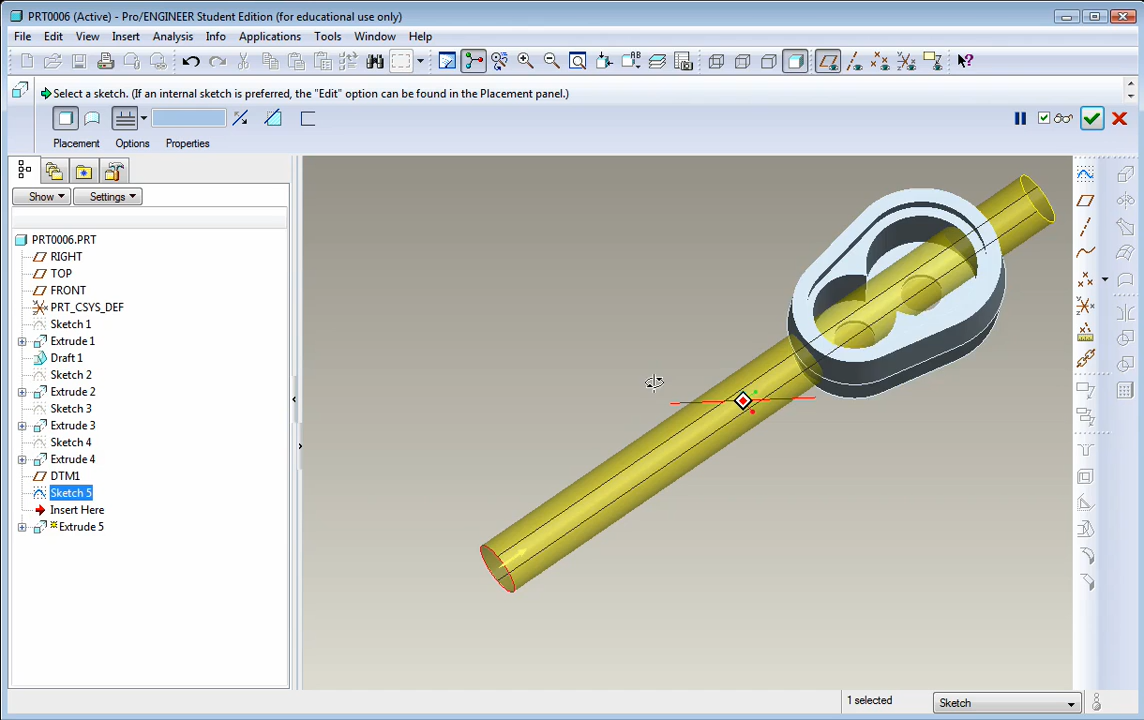 PRT0006 (Active) - Pro/ENGINEER Student Edition (for educational use only)
File Edit View Insert Analysis Info Applications Tools Window Help
Select a sketch. (If an internal sketch is preferred, the "Edit" option can be found in the Placement panel.)
Placement Options Properties
Show Settings
PRT0006.PRT
RIGHT
TOP
FRONT
PRT_CSYS_DEF
Sketch 1
Extrude 1
Draft 1
Sketch 2
Extrude 2
Sketch 3
Extrude 3
Sketch 4
Extrude 4
DTM1
Sketch 5
Insert Here
Extrude 5
1 selected
Sketch